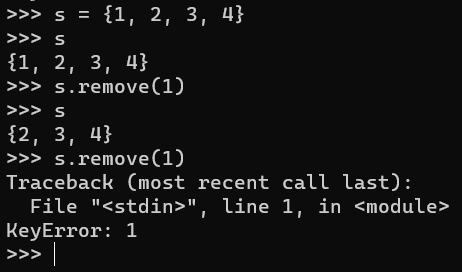 >>> s = {1, 2, 3, 4}
>>> s
{1, 2, 3, 4}
>>> s.remove(1)
>>> s
{2, 3, 4}
>>> s.remove(1)
Traceback (most recent call last):
  File "<stdin>", line 1, in <module>
KeyError: 1
>>>